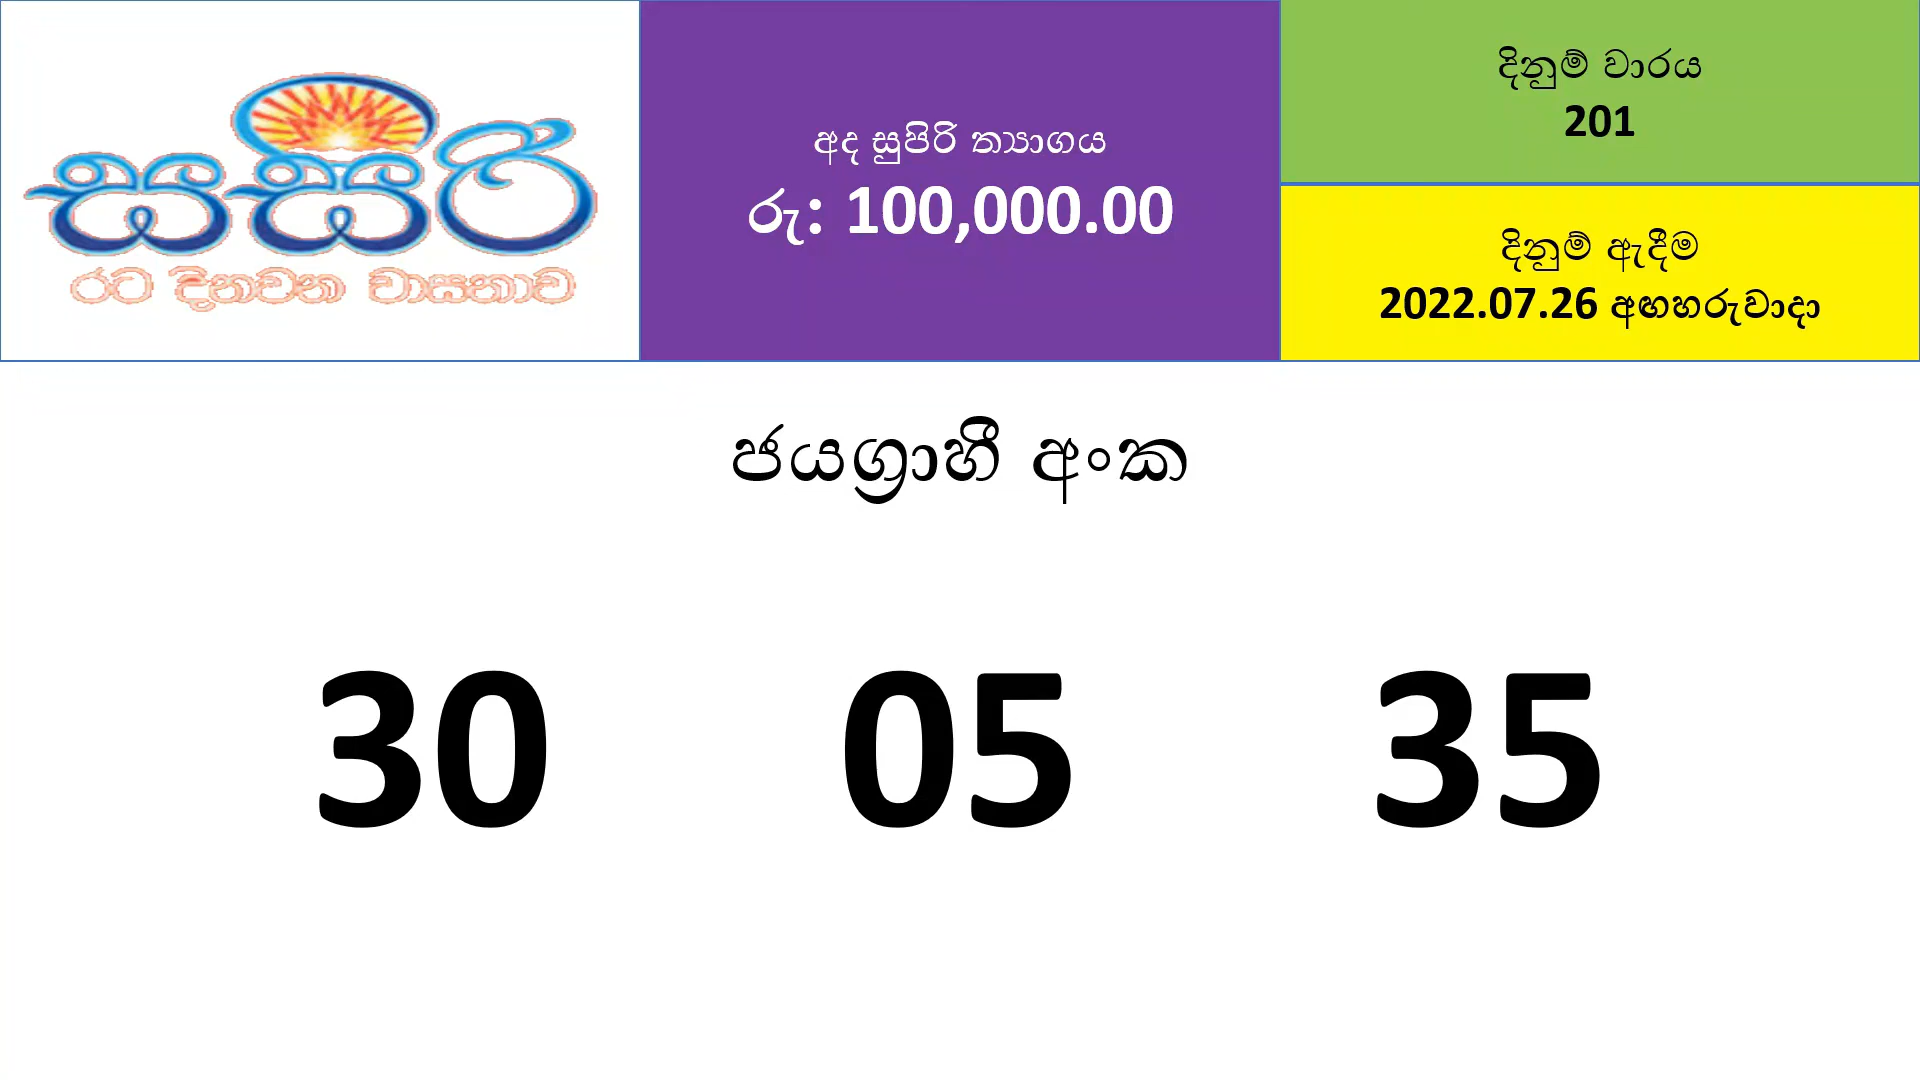 සසිරි
රට දිනවන වාසනාව
අද සුපිරි ත්‍යාගය
රු: 100,000.00
දිනුම් වාරය
201
දිනුම් ඇදීම
2022.07.26 අඟහරුවාදා
ජයග්‍රාහී අංක
30 05 35